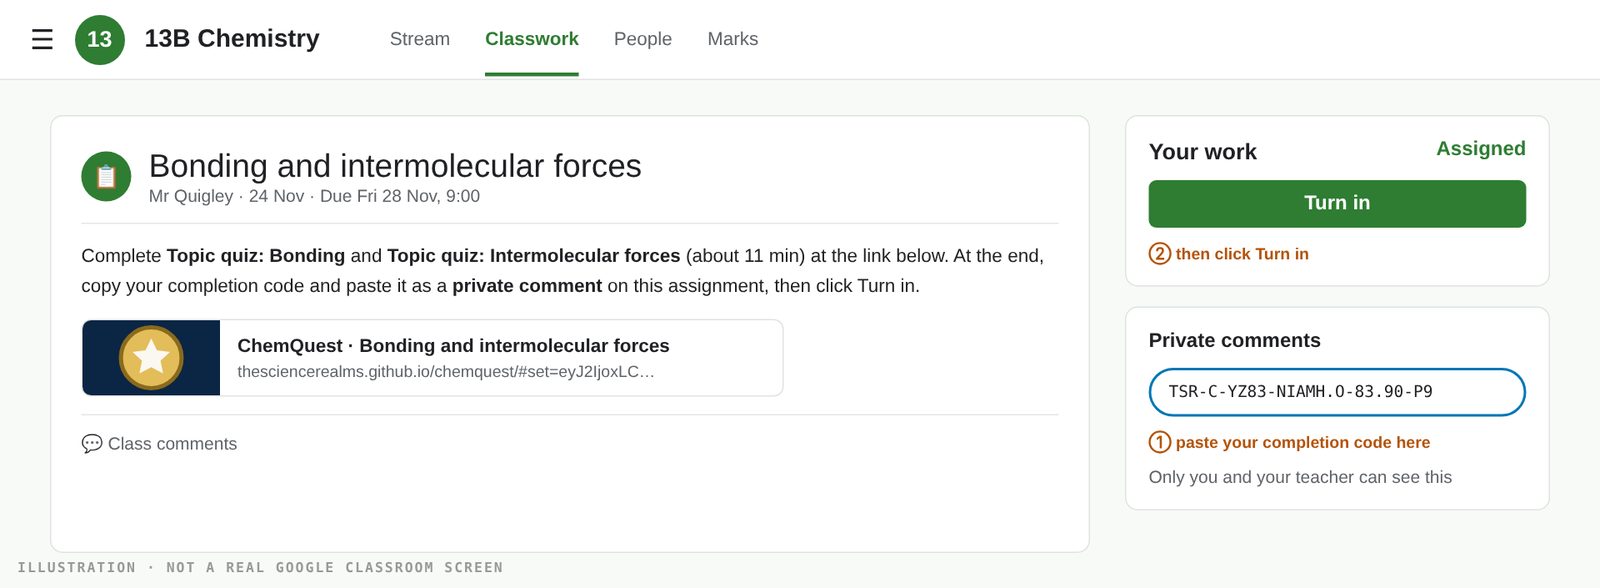 13 13B Chemistry Stream Classwork People Marks
Bonding and intermolecular forces
Mr Quigley · 24 Nov · Due Fri 28 Nov, 9:00
Complete Topic quiz: Bonding and Topic quiz: Intermolecular forces (about 11 min) at the link below. At the end,
copy your completion code and paste it as a private comment on this assignment, then click Turn in.
ChemQuest · Bonding and intermolecular forces
thesciencerealms.github.io/chemquest/#set=eyJ2IjoxLC…
Class comments
Your work Assigned
Turn in
② then click Turn in
Private comments
TSR-C-YZ83-NIAMH.O-83.90-P9
① paste your completion code here
Only you and your teacher can see this
ILLUSTRATION · NOT A REAL GOOGLE CLASSROOM SCREEN